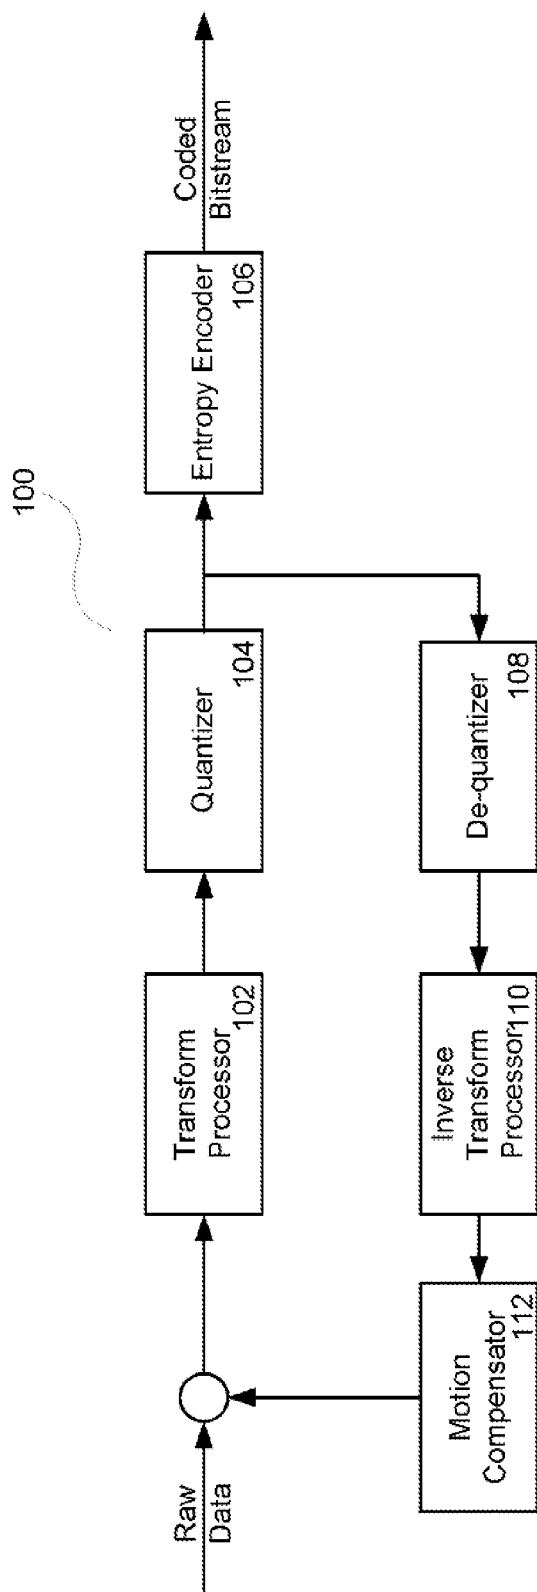 100
Raw
Data
Transform
Processor
102
Quantizer
104
Entropy Encoder
106
Coded
Bitstream
Motion
Compensator
112
Inverse
Transform
Processor
110
De-quantizer
108